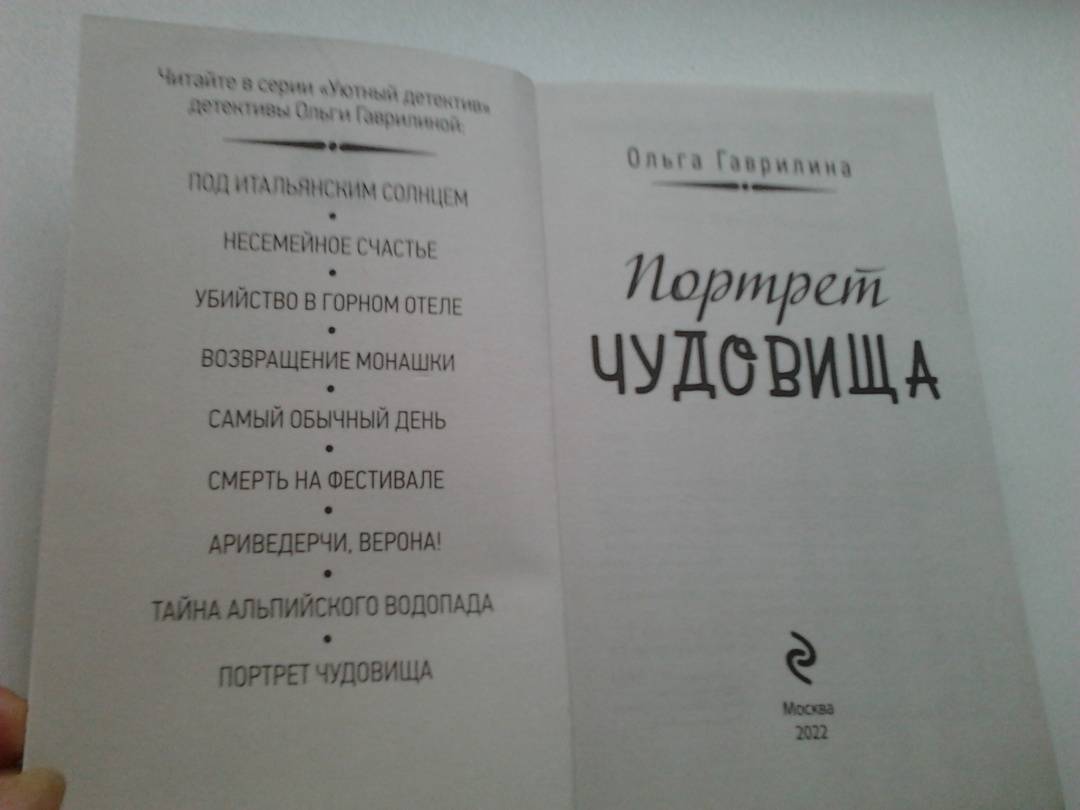 Читайте в серии «Уютный детектив»
детективы Ольги Гаврилиной:
ПОД ИТАЛЬЯНСКИМ СОЛНЦЕМ
НЕСЕМЕЙНОЕ СЧАСТЬЕ
УБИЙСТВО В ГОРНОМ ОТЕЛЕ
ВОЗВРАЩЕНИЕ МОНАШКИ
САМЫЙ ОБЫЧНЫЙ ДЕНЬ
СМЕРТЬ НА ФЕСТИВАЛЕ
АРИВЕДЕРЧИ, ВЕРОНА!
ТАЙНА АЛЬПИЙСКОГО ВОДОПАДА
ПОРТРЕТ ЧУДОВИЩА
Ольга Гаврилина
Портрет
ЧУДОВИЩА
Москва
2022